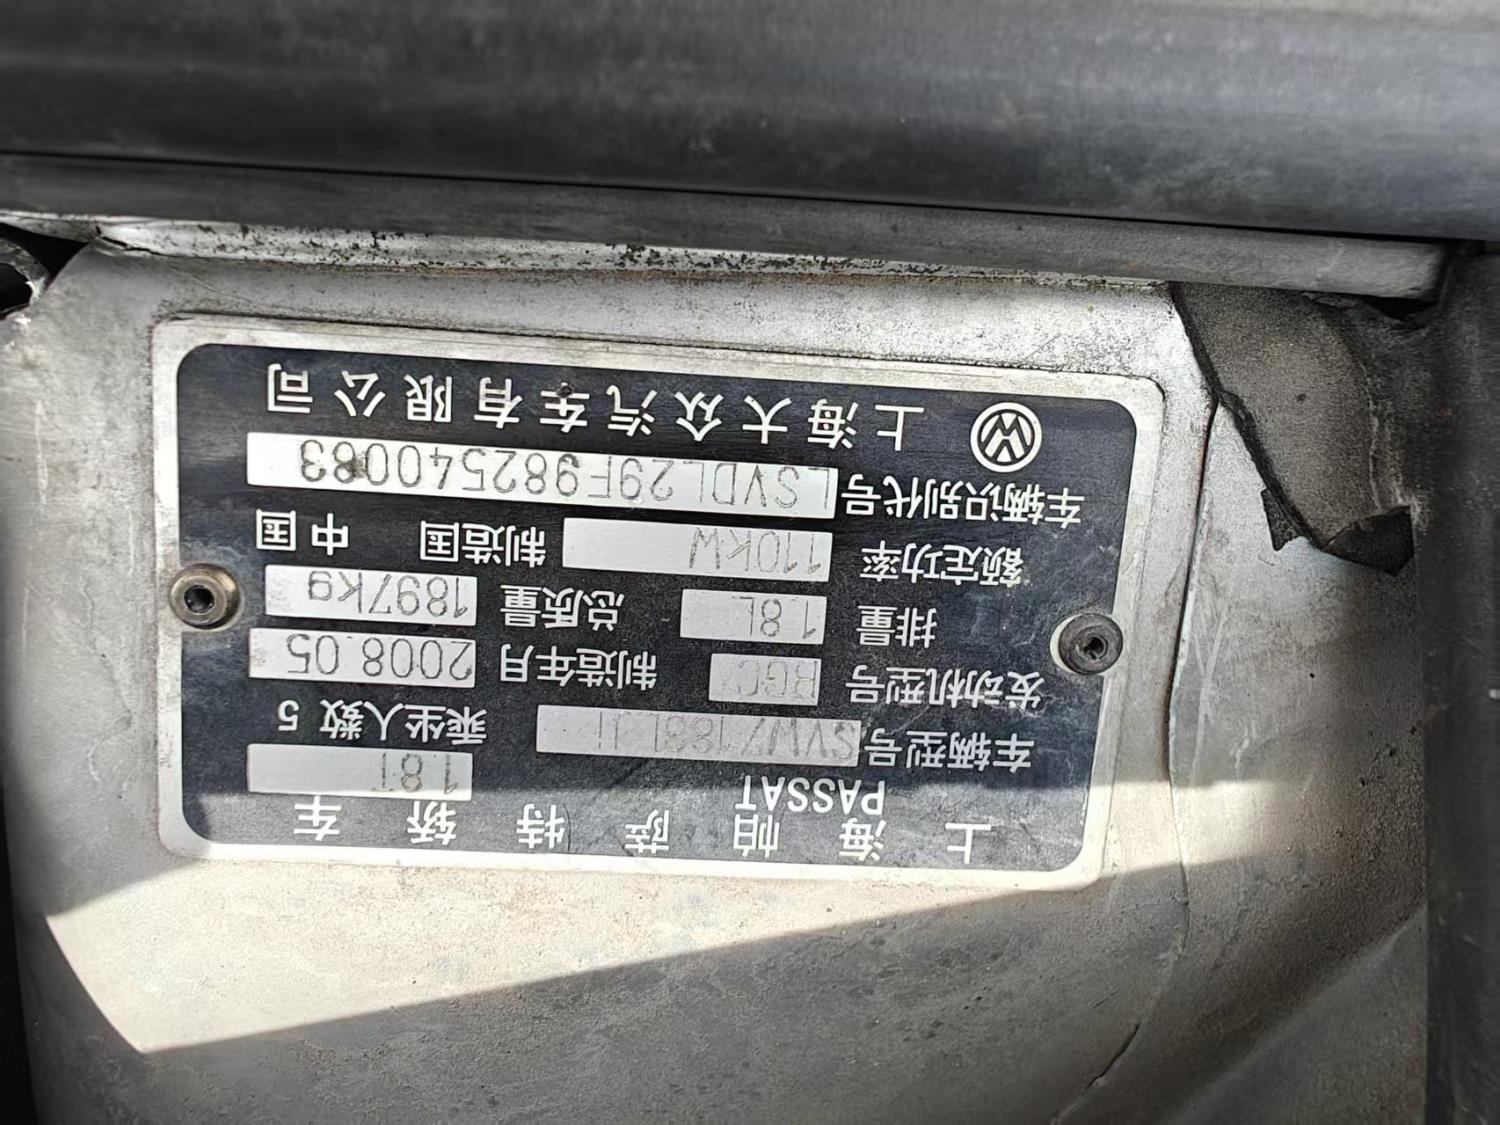 上海帕萨特轿车
PASSAT 1.8T
车辆型号 乘坐人数 5
发动机型号 BGC 制造年月 2008.05
排量 1.8L 总质量 1897kg
额定功率 110kW 制造国 中国
车辆识别代号 LSVDL29F982540083
上海大众汽车有限公司